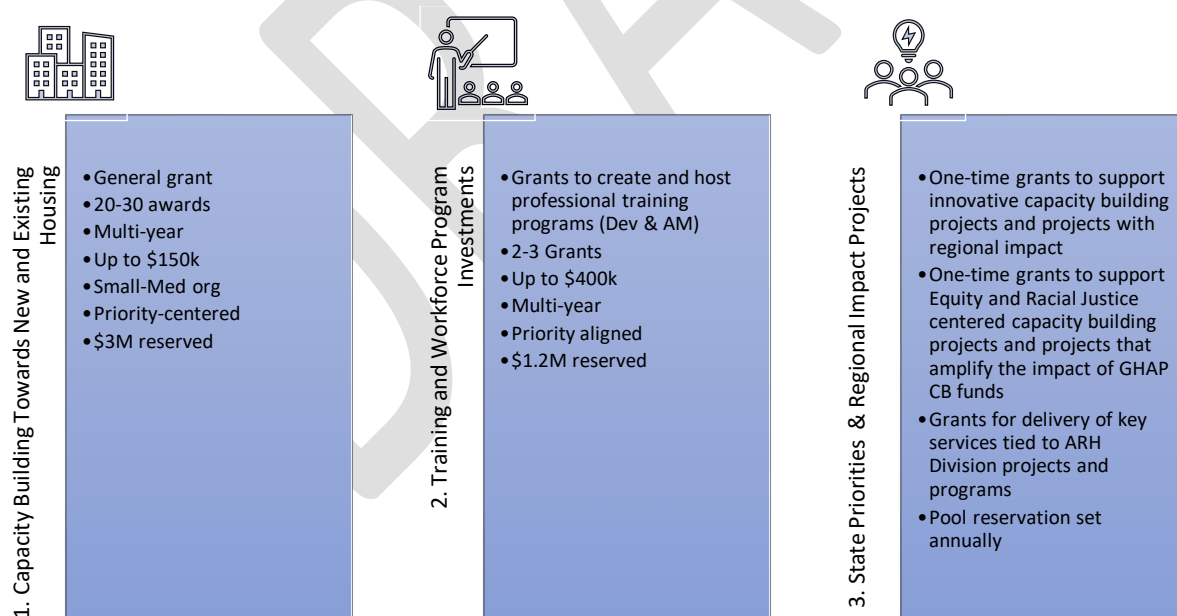 1. Capacity Building Towards New and Existing
Housing
•General grant
•20-30 awards
•Multi-year
•Up to $150k
•Small-Med org
•Priority-centered
•$3M reserved
2. Training and Workforce Program
Investments
•Grants to create and host
professional training
programs (Dev & AM)
•2-3 Grants
•Up to $400k
•Multi-year
•Priority aligned
•$1.2M reserved
3. State Priorities & Regional Impact Projects
•One-time grants to support
innovative capacity building
projects and projects with
regional impact
•One-time grants to support
Equity and Racial Justice
centered capacity building
projects and projects that
amplify the impact of GHAP
CB funds
•Grants for delivery of key
services tied to ARH
Division projects and
programs
•Pool reservation set
annually